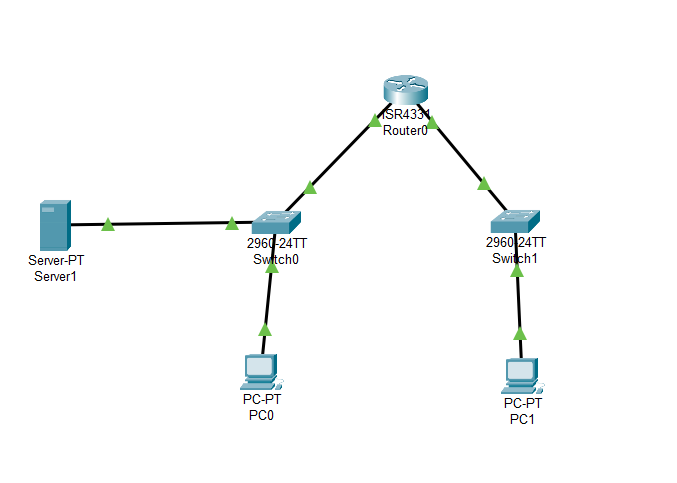 ISR4331
Router0
2960-24TT
Switch0
2960-24TT
Switch1
Server-PT
Server1
PC-PT
PC0
PC-PT
PC1